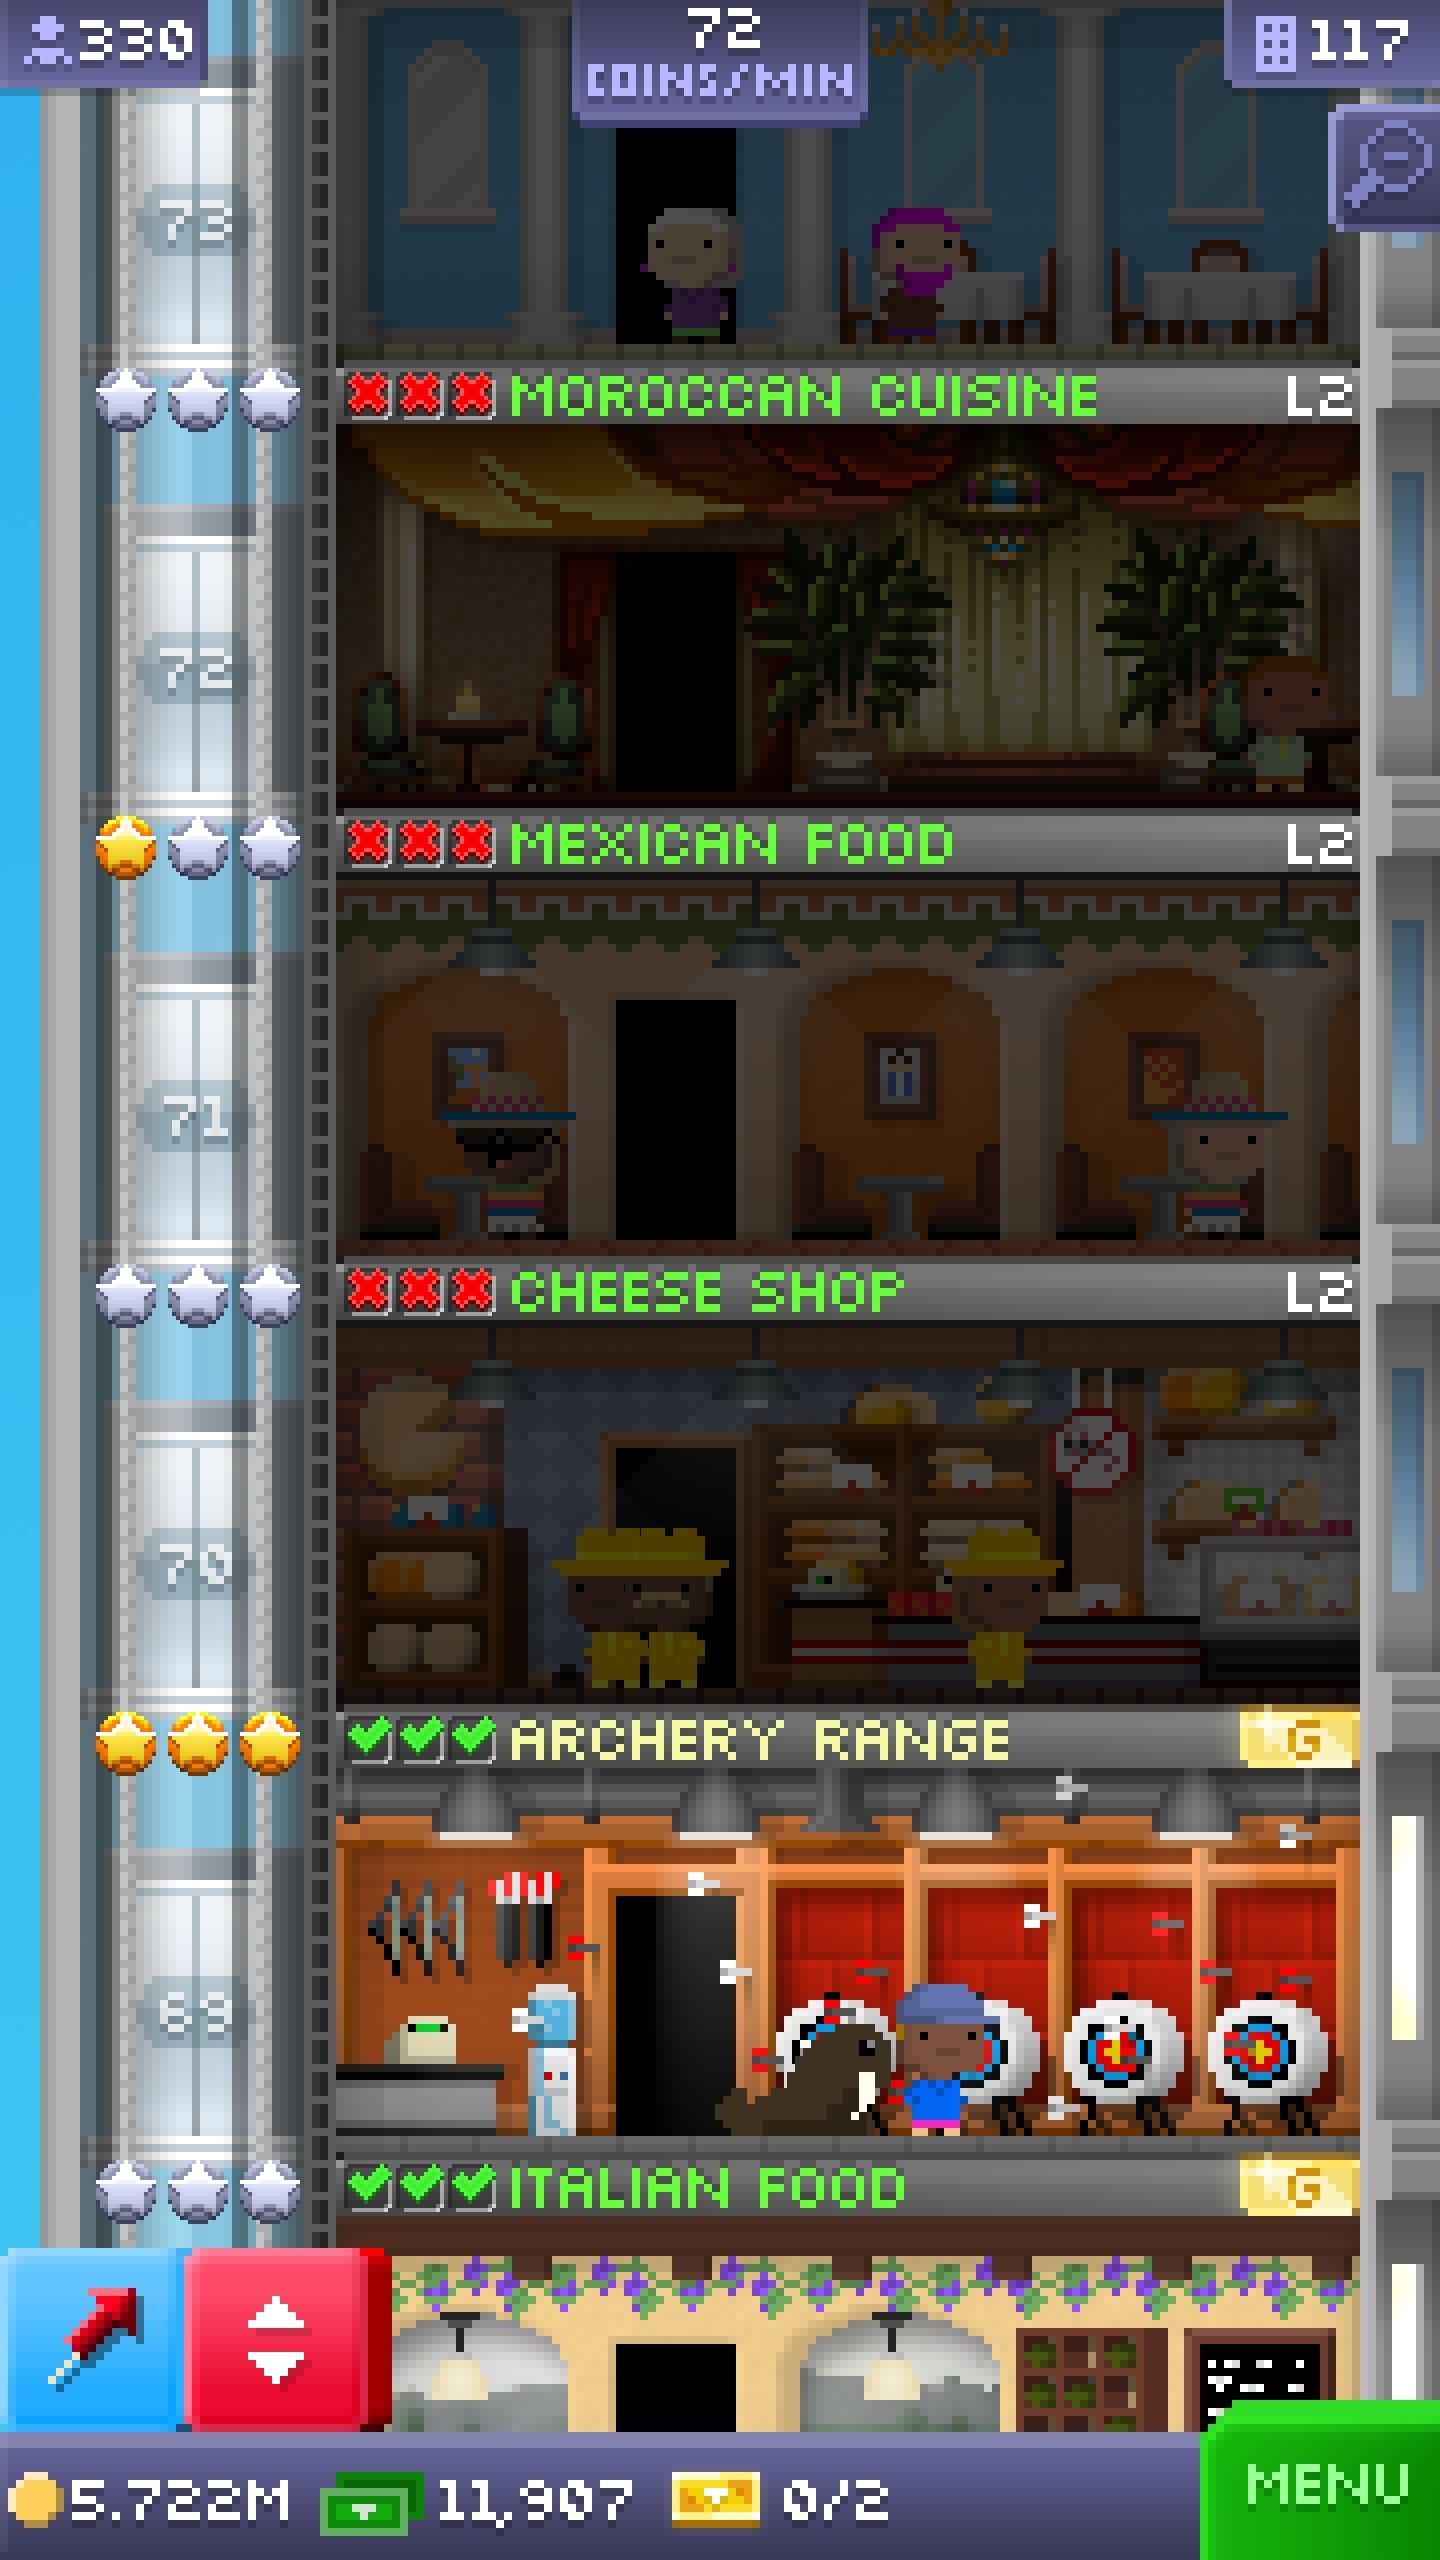 330
72
COINS/MIN
117
73
MOROCCAN CUISINE L2
72
MEXICAN FOOD L2
71
CHEESE SHOP L2
70
ARCHERY RANGE G
69
ITALIAN FOOD G
5.722M 11,907 0/2
MENU